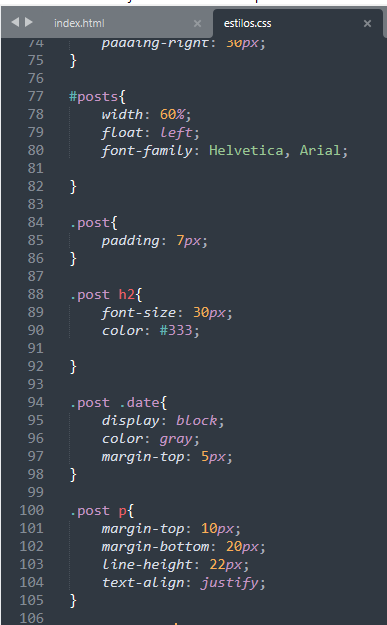 index.html × estilos.css ×
74 padding-right: 30px;
75 }
76
77 #posts{
78 width: 60%;
79 float: left;
80 font-family: Helvetica, Arial;
81
82 }
83
84 .post{
85 padding: 7px;
86 }
87
88 .post h2{
89 font-size: 30px;
90 color: #333;
91
92 }
93
94 .post .date{
95 display: block;
96 color: gray;
97 margin-top: 5px;
98 }
99
100 .post p{
101 margin-top: 10px;
102 margin-bottom: 20px;
103 line-height: 22px;
104 text-align: justify;
105 }
106